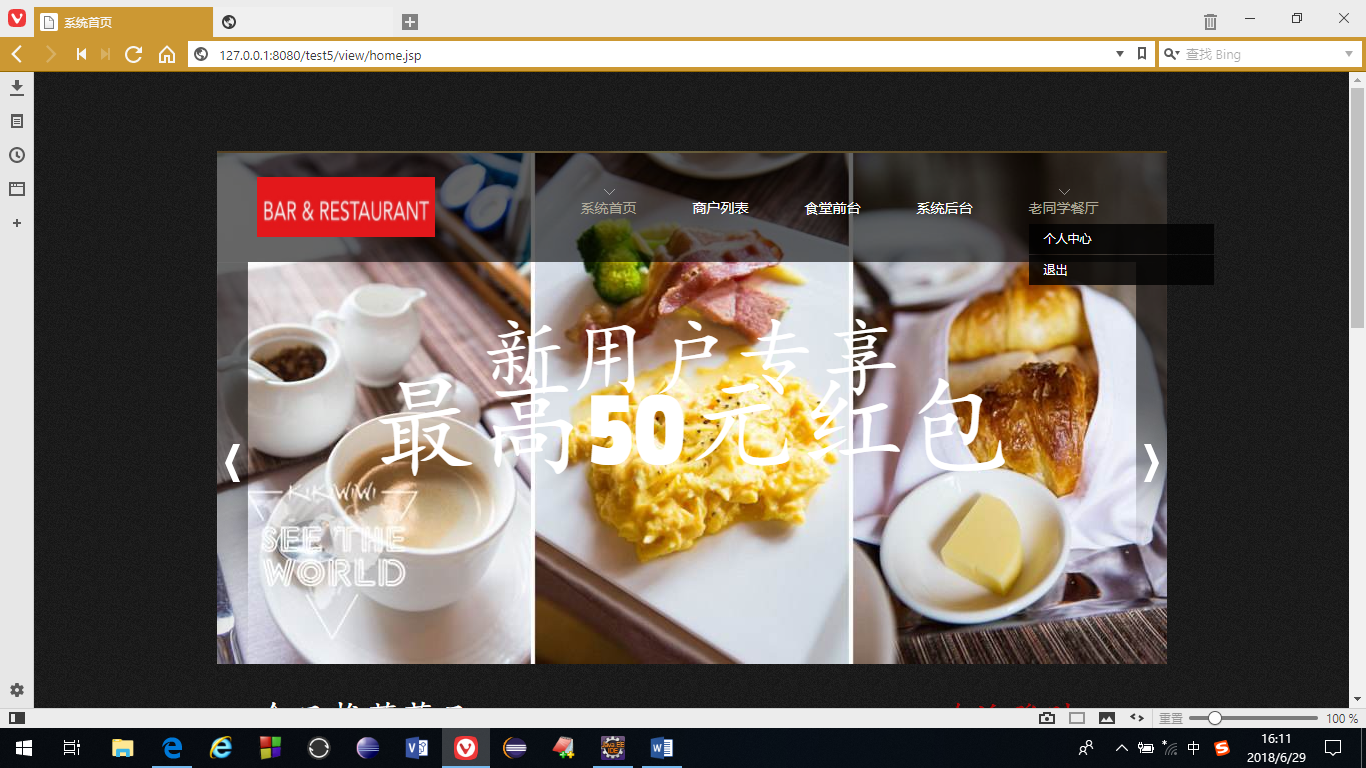 系统首页
127.0.0.1:8080/test5/view/home.jsp
查找 Bing
BAR & RESTAURANT
系统首页
商户列表
食堂前台
系统后台
老同学餐厅
个人中心
退出
新用户专享
最高50元红包
KIKIWIWI
SEE THE
WORLD
重置
100 %
中
16:11
2018/6/29